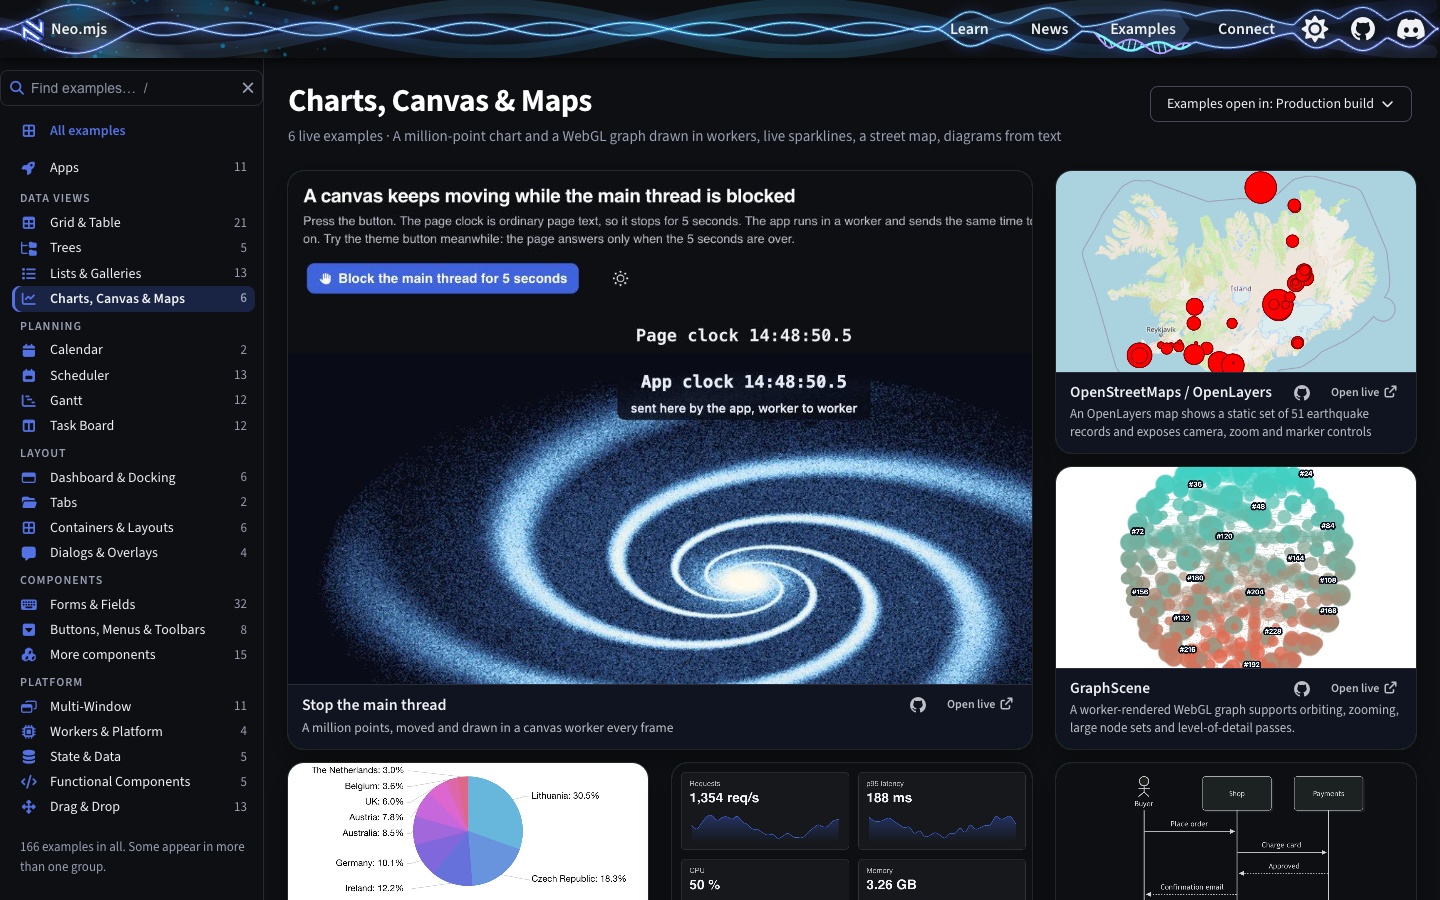 Neo.mjs
Learn
News
Examples
Connect
Find examples… /
All examples
Apps 11
DATA VIEWS
Grid & Table 21
Trees 5
Lists & Galleries 13
Charts, Canvas & Maps 6
PLANNING
Calendar 2
Scheduler 13
Gantt 12
Task Board 12
LAYOUT
Dashboard & Docking 6
Tabs 2
Containers & Layouts 6
Dialogs & Overlays 4
COMPONENTS
Forms & Fields 32
Buttons, Menus & Toolbars 8
More components 15
PLATFORM
Multi-Window 11
Workers & Platform 4
State & Data 5
Functional Components 5
Drag & Drop 13
166 examples in all. Some appear in more
than one group.
Charts, Canvas & Maps
6 live examples · A million-point chart and a WebGL graph drawn in workers, live sparklines, a street map, diagrams from text
Examples open in: Production build
A canvas keeps moving while the main thread is blocked
Press the button. The page clock is ordinary page text, so it stops for 5 seconds. The app runs in a worker and sends the same time to
on. Try the theme button meanwhile: the page answers only when the 5 seconds are over.
Block the main thread for 5 seconds
Page clock 14:48:50.5
App clock 14:48:50.5
sent here by the app, worker to worker
Stop the main thread
Open live
A million points, moved and drawn in a canvas worker every frame
Ísland
Reykjavík
OpenStreetMaps / OpenLayers
Open live
An OpenLayers map shows a static set of 51 earthquake
records and exposes camera, zoom and marker controls
#24
#36
#48
#84
#72
#120
#144
#180
#108
#156
#204
#168
#132
#228
#216
#192
GraphScene
Open live
A worker-rendered WebGL graph supports orbiting, zooming,
large node sets and level-of-detail passes.
The Netherlands: 3.0%
Belgium: 3.6%
UK: 6.0%
Austria: 7.8%
Australia: 8.5%
Germany: 10.1%
Ireland: 12.2%
Lithuania: 30.5%
Czech Republic: 18.3%
Requests
1,354 req/s
p95 latency
188 ms
CPU
50 %
Memory
3.26 GB
Buyer
Shop
Payments
Place order
Charge card
Approved
Confirmation email